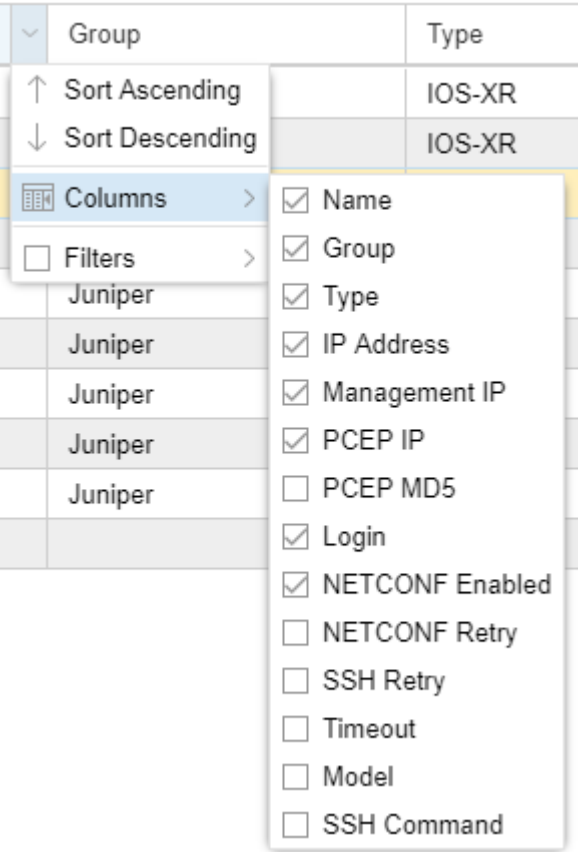 Group Type
Sort Ascending IOS-XR
Sort Descending IOS-XR
Columns
Name
Group
Filters
Type
Juniper
IP Address
Juniper
Management IP
Juniper
PCEP IP
Juniper
PCEP MD5
Juniper
Login
NETCONF Enabled
NETCONF Retry
SSH Retry
Timeout
Model
SSH Command